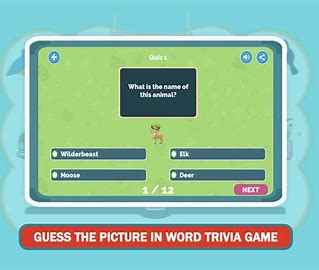 Quiz 1
What is the name of
this animal?
Wilderbeast
Elk
Moose
Deer
1 / 12
NEXT
GUESS THE PICTURE IN WORD TRIVIA GAME